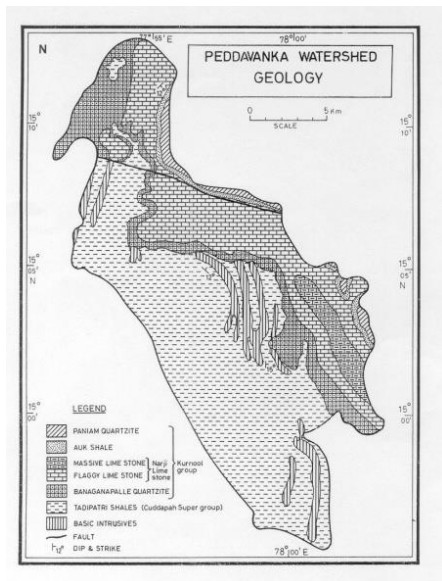 N
77° 55' E
78° 00'
PEDDAVANKA WATERSHED
GEOLOGY
0 5 Km
SCALE
15° 10'
15° 10'
15° 05' N
15° 05' N
15° 00'
15° 00'
LEGEND
PANIAM QUARTZITE
AUK SHALE
MASSIVE LIME STONE
FLAGGY LIME STONE
Narji Lime stone
Kurnool group
BANAGANAPALLE QUARTZITE
TADIPATRI SHALES (Cuddapah Super group)
BASIC INTRUSIVES
FAULT
12° DIP & STRIKE
78° 00' E